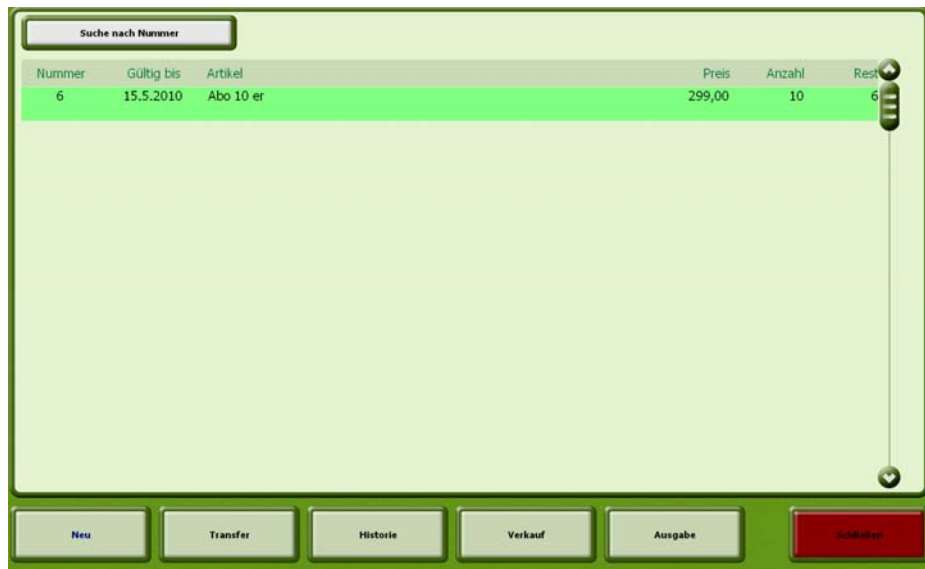 Suche nach Nummer
Nummer Gültig bis Artikel Preis Anzahl Rest
6 15.5.2010 Abo 10 er 299,00 10 6
Neu Transfer Historie Verkauf Ausgabe Schließen